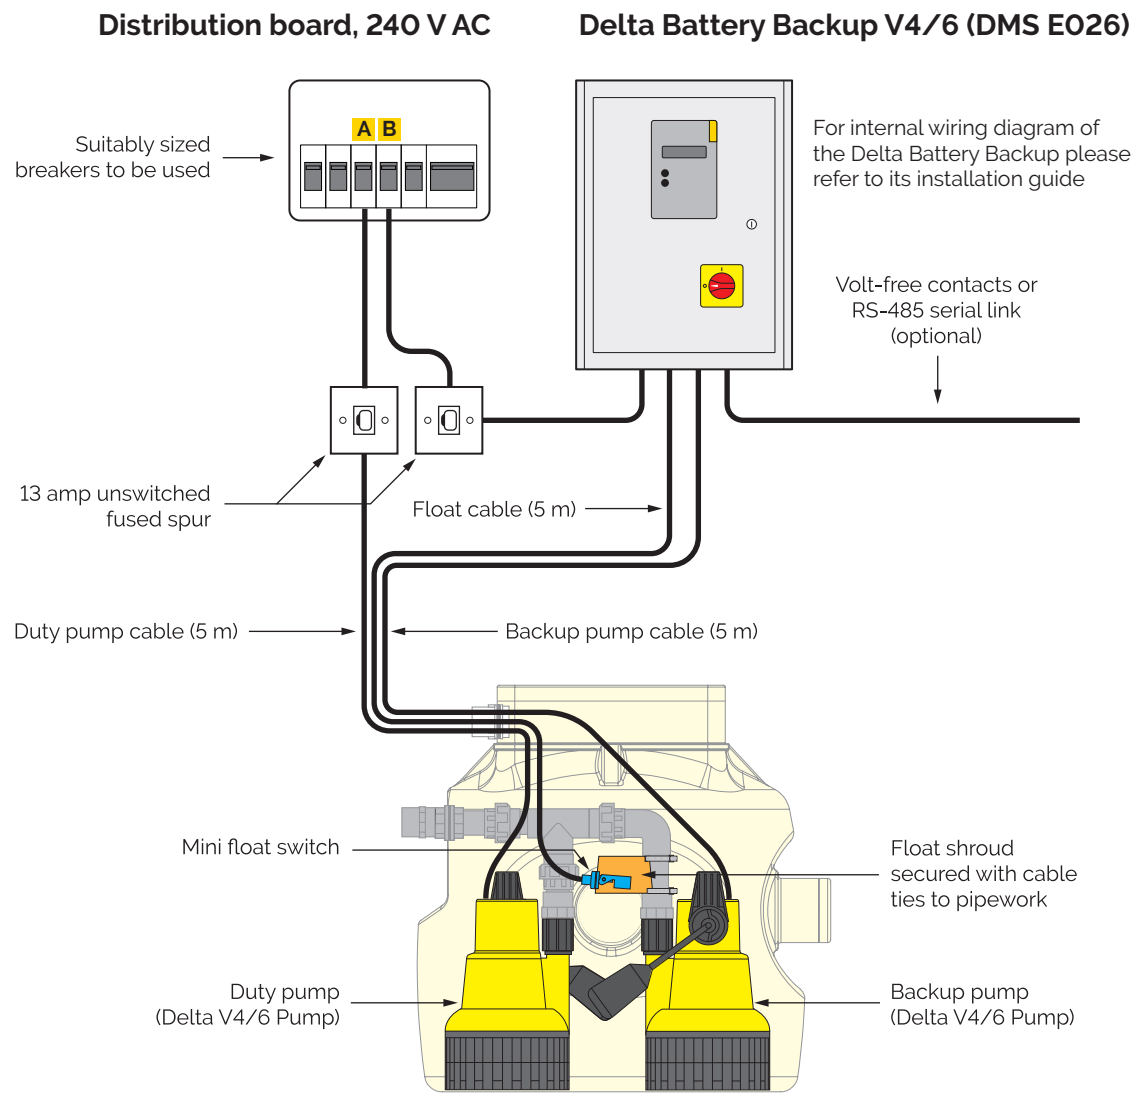 Distribution board, 240 V AC
Delta Battery Backup V4/6 (DMS E026)
A B
Suitably sized
breakers to be used
For internal wiring diagram of
the Delta Battery Backup please
refer to its installation guide
Volt-free contacts or
RS-485 serial link
(optional)
13 amp unswitched
fused spur
Float cable (5 m)
Duty pump cable (5 m)
Backup pump cable (5 m)
Mini float switch
Float shroud
secured with cable
ties to pipework
Duty pump
(Delta V4/6 Pump)
Backup pump
(Delta V4/6 Pump)